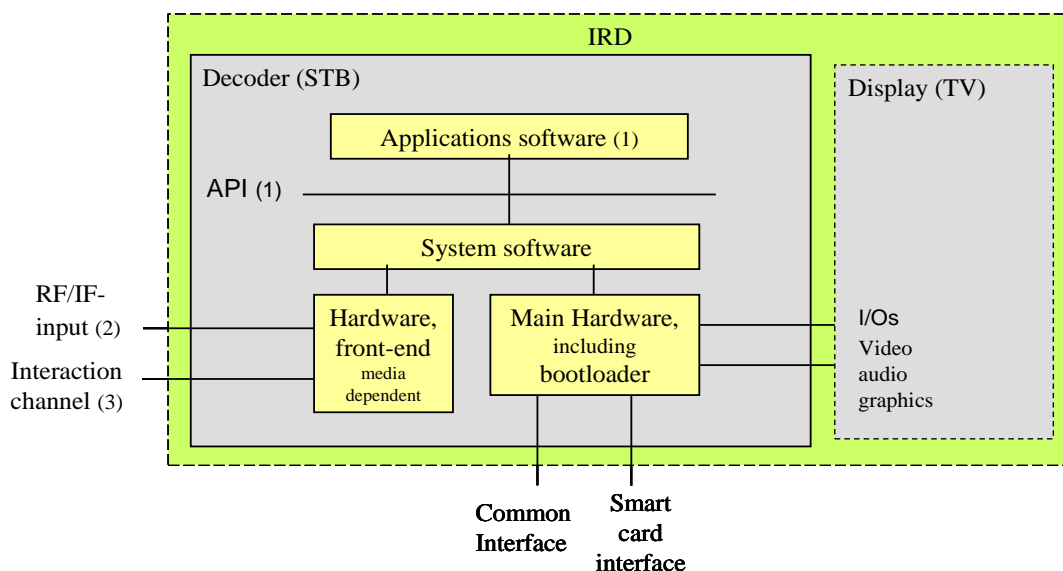 IRD
Decoder (STB)
Display (TV)
Applications software (1)
API (1)
System software
RF/IF-
input (2)
Interaction
channel (3)
Hardware,
front-end
media
dependent
Main Hardware,
including
bootloader
I/Os
Video
audio
graphics
Common
Interface
Smart
card
interface